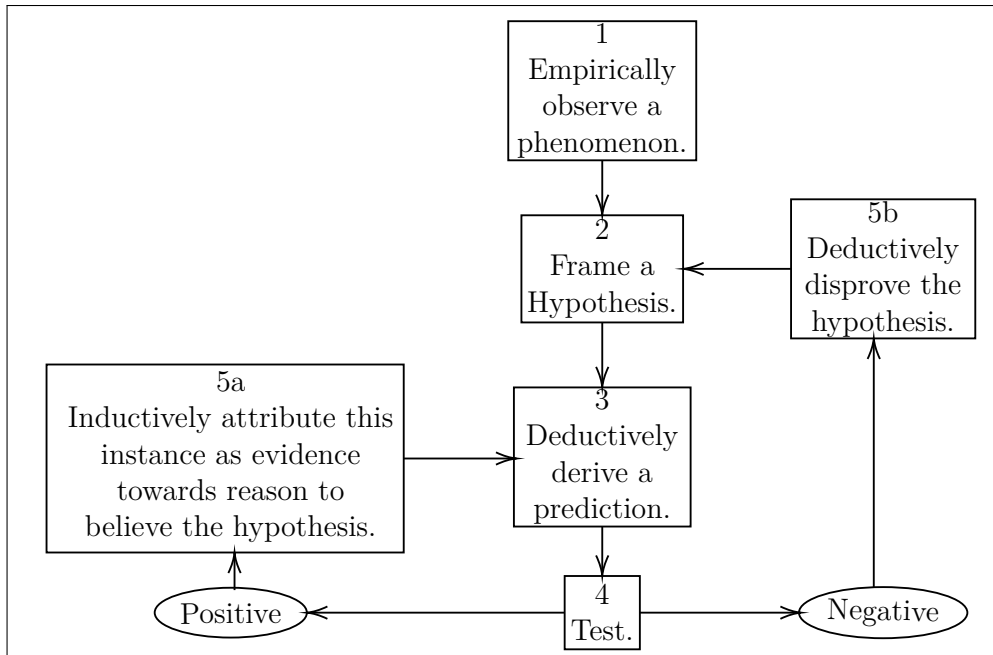 1
Empirically
observe a
phenomenon.
2
Frame a
Hypothesis.
5b
Deductively
disprove the
hypothesis.
5a
Inductively attribute this
instance as evidence
towards reason to
believe the hypothesis.
3
Deductively
derive a
prediction.
4
Test.
Positive
Negative